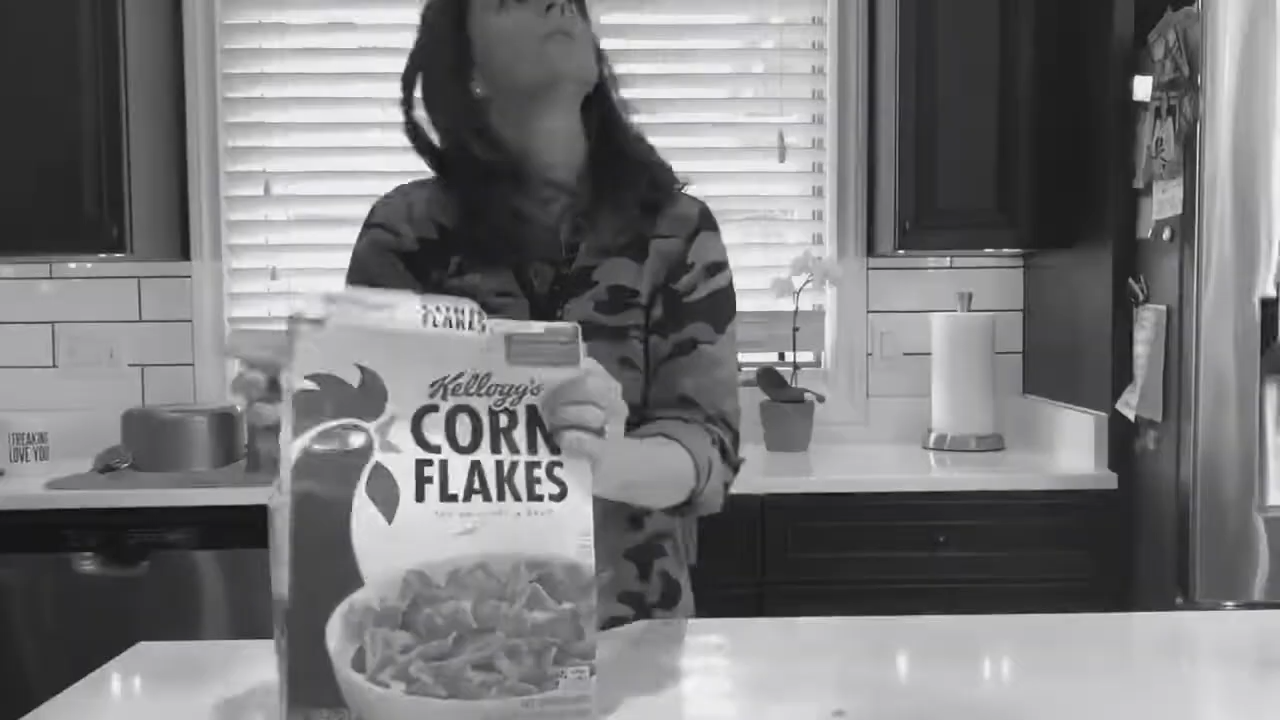 FLAKES
Kellogg's
CORN
FLAKES
I FREAKING
LOVE YOU